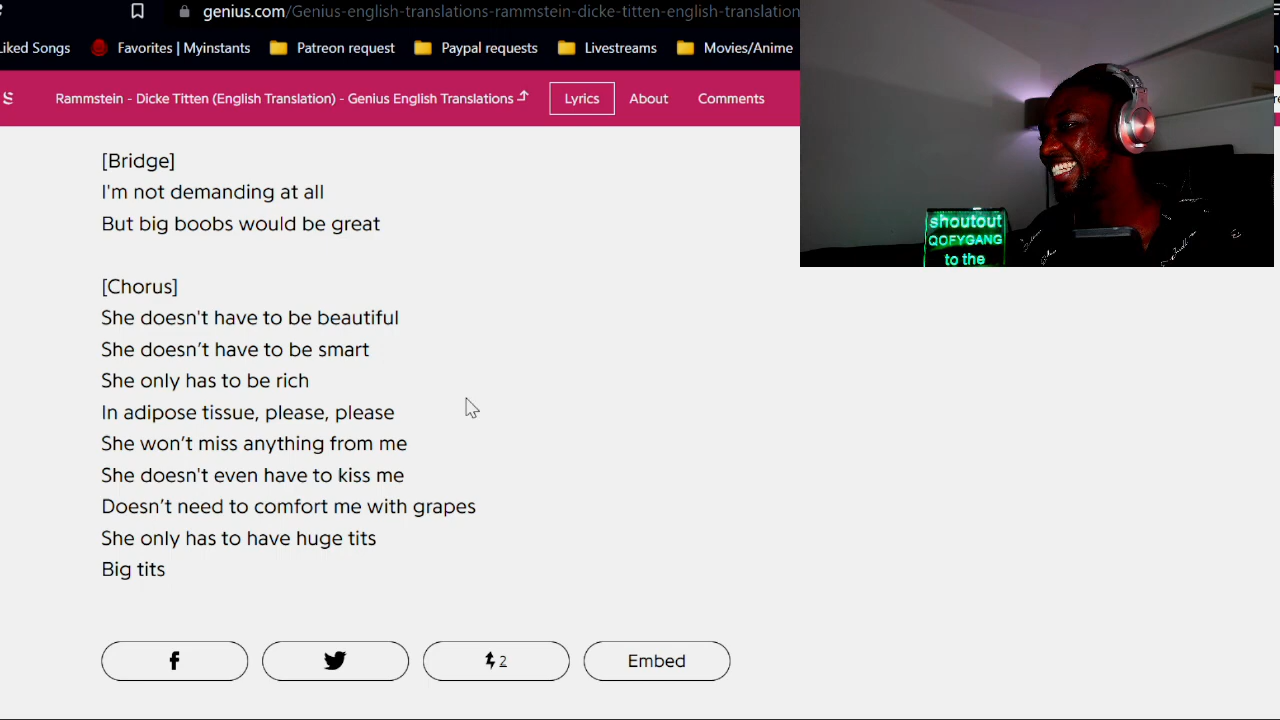 genius.com/Genius-english-translations-rammstein-dicke-titten-english-translation
Liked Songs
Favorites | Myinstants
Patreon request
Paypal requests
Livestreams
Movies/Anime
S
Rammstein - Dicke Titten (English Translation) - Genius English Translations
Lyrics
About
Comments
shoutout
QOFYGANG
to the
[Bridge]
I'm not demanding at all
But big boobs would be great
[Chorus]
She doesn't have to be beautiful
She doesn’t have to be smart
She only has to be rich
In adipose tissue, please, please
She won’t miss anything from me
She doesn't even have to kiss me
Doesn’t need to comfort me with grapes
She only has to have huge tits
Big tits
2
Embed